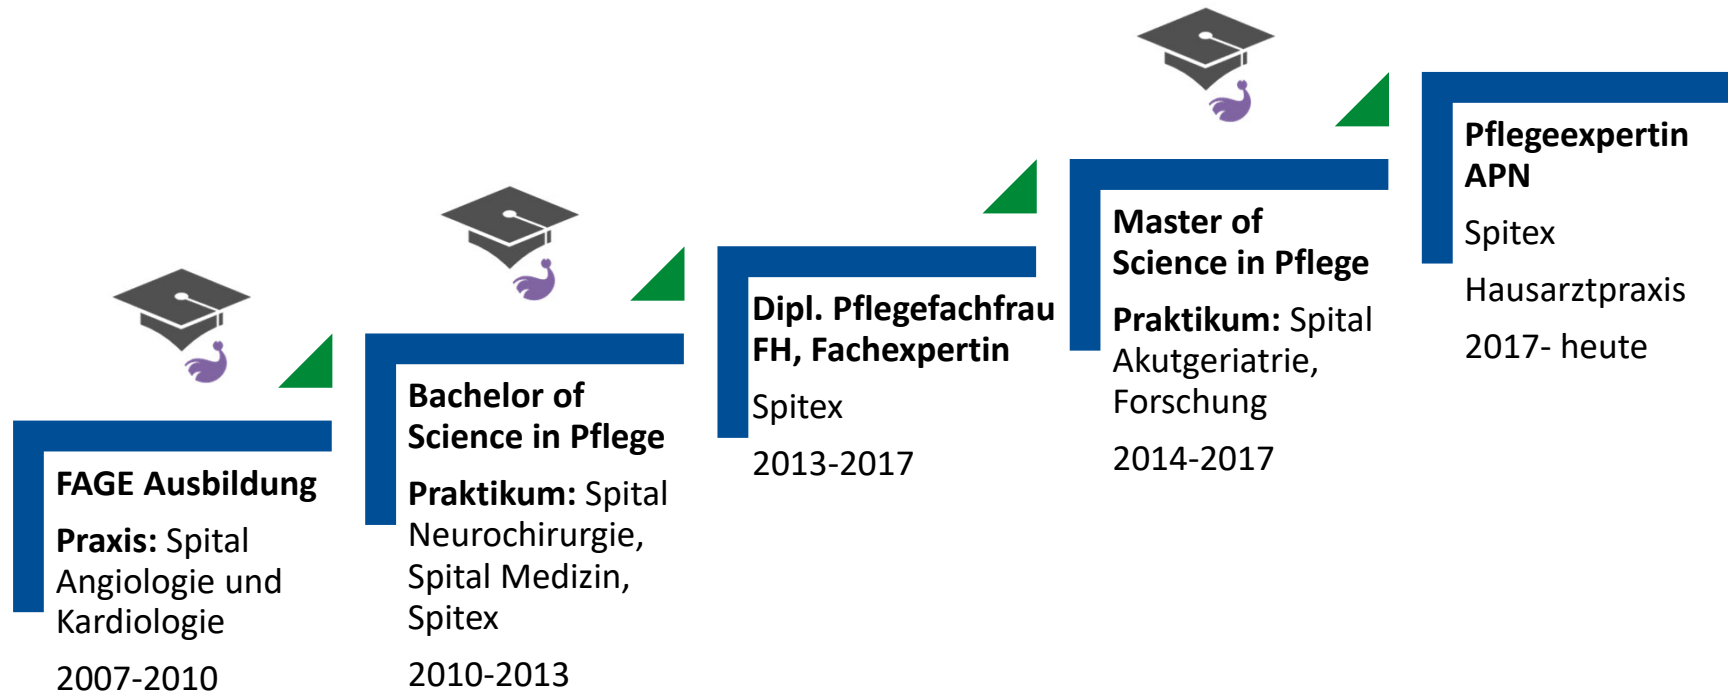 FAGE Ausbildung
Praxis: Spital
Angiologie und
Kardiologie
2007-2010
Bachelor of
Science in Pflege
Praktikum: Spital
Neurochirurgie,
Spital Medizin,
Spitex
2010-2013
Dipl. Pflegefachfrau
FH, Fachexpertin
Spitex
2013-2017
Master of
Science in Pflege
Praktikum: Spital
Akutgeriatrie,
Forschung
2014-2017
Pflegeexpertin
APN
Spitex
Hausarztpraxis
2017- heute